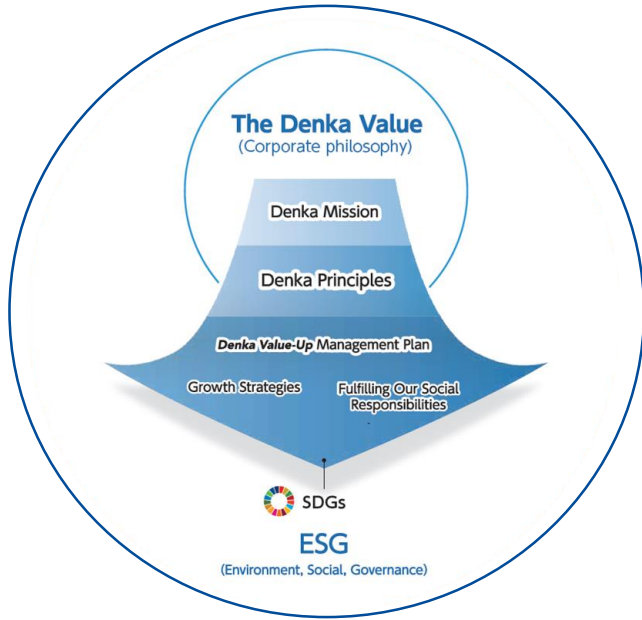 The Denka Value
(Corporate philosophy)
Denka Mission
Denka Principles
Denka Value-Up Management Plan
Growth Strategies
Fulfilling Our Social
Responsibilities
SDGs
ESG
(Environment, Social, Governance)